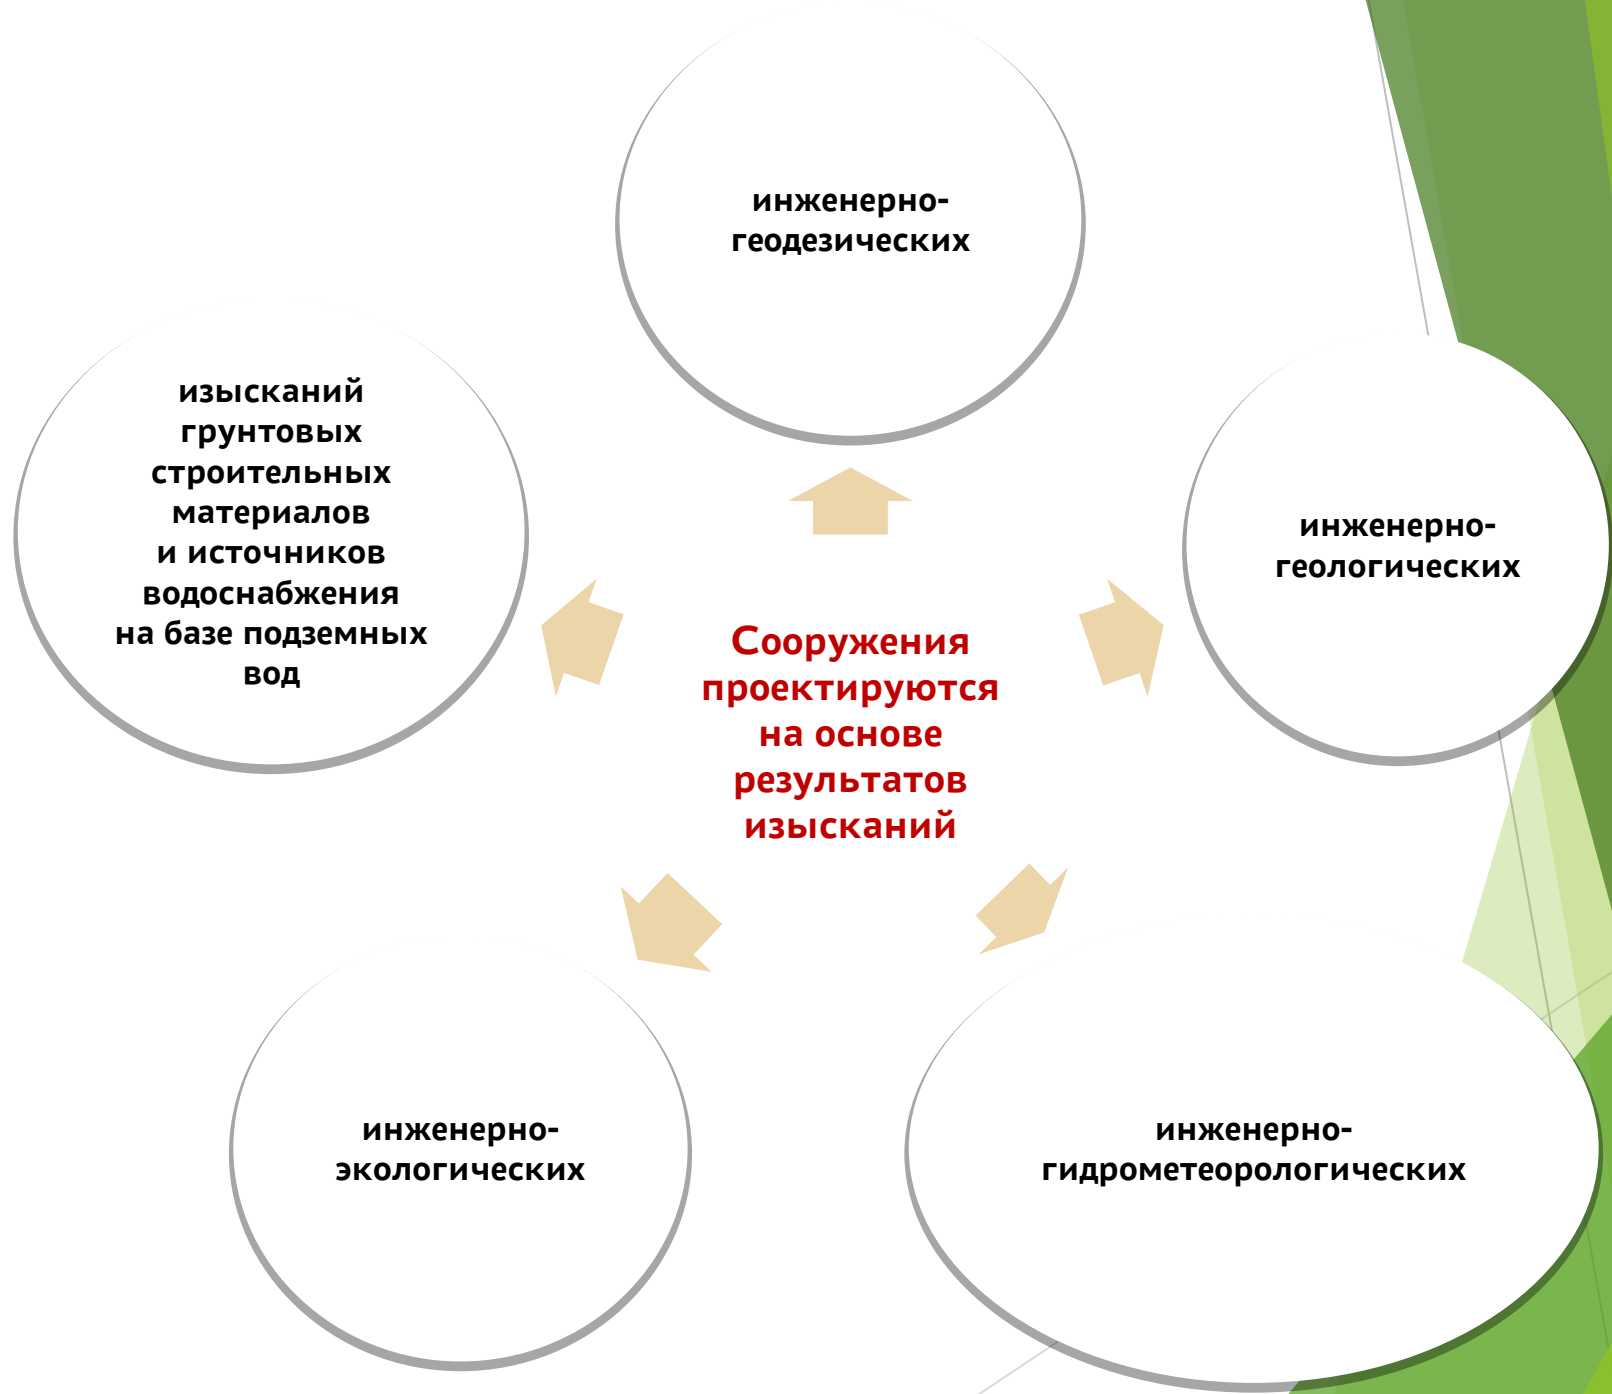 инженерно-
геодезических
изысканий
грунтовых
строительных
материалов
и источников
водоснабжения
на базе подземных
вод
инженерно-
геологических
Сооружения
проектируются
на основе
результатов
изысканий
инженерно-
экологических
инженерно-
гидрометеорологических